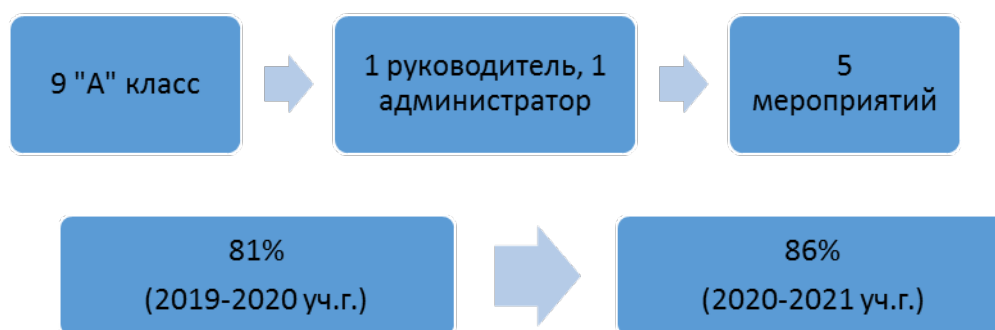 9 "А" класс
1 руководитель, 1
администратор
5
мероприятий
81%
(2019-2020 уч.г.)
86%
(2020-2021 уч.г.)